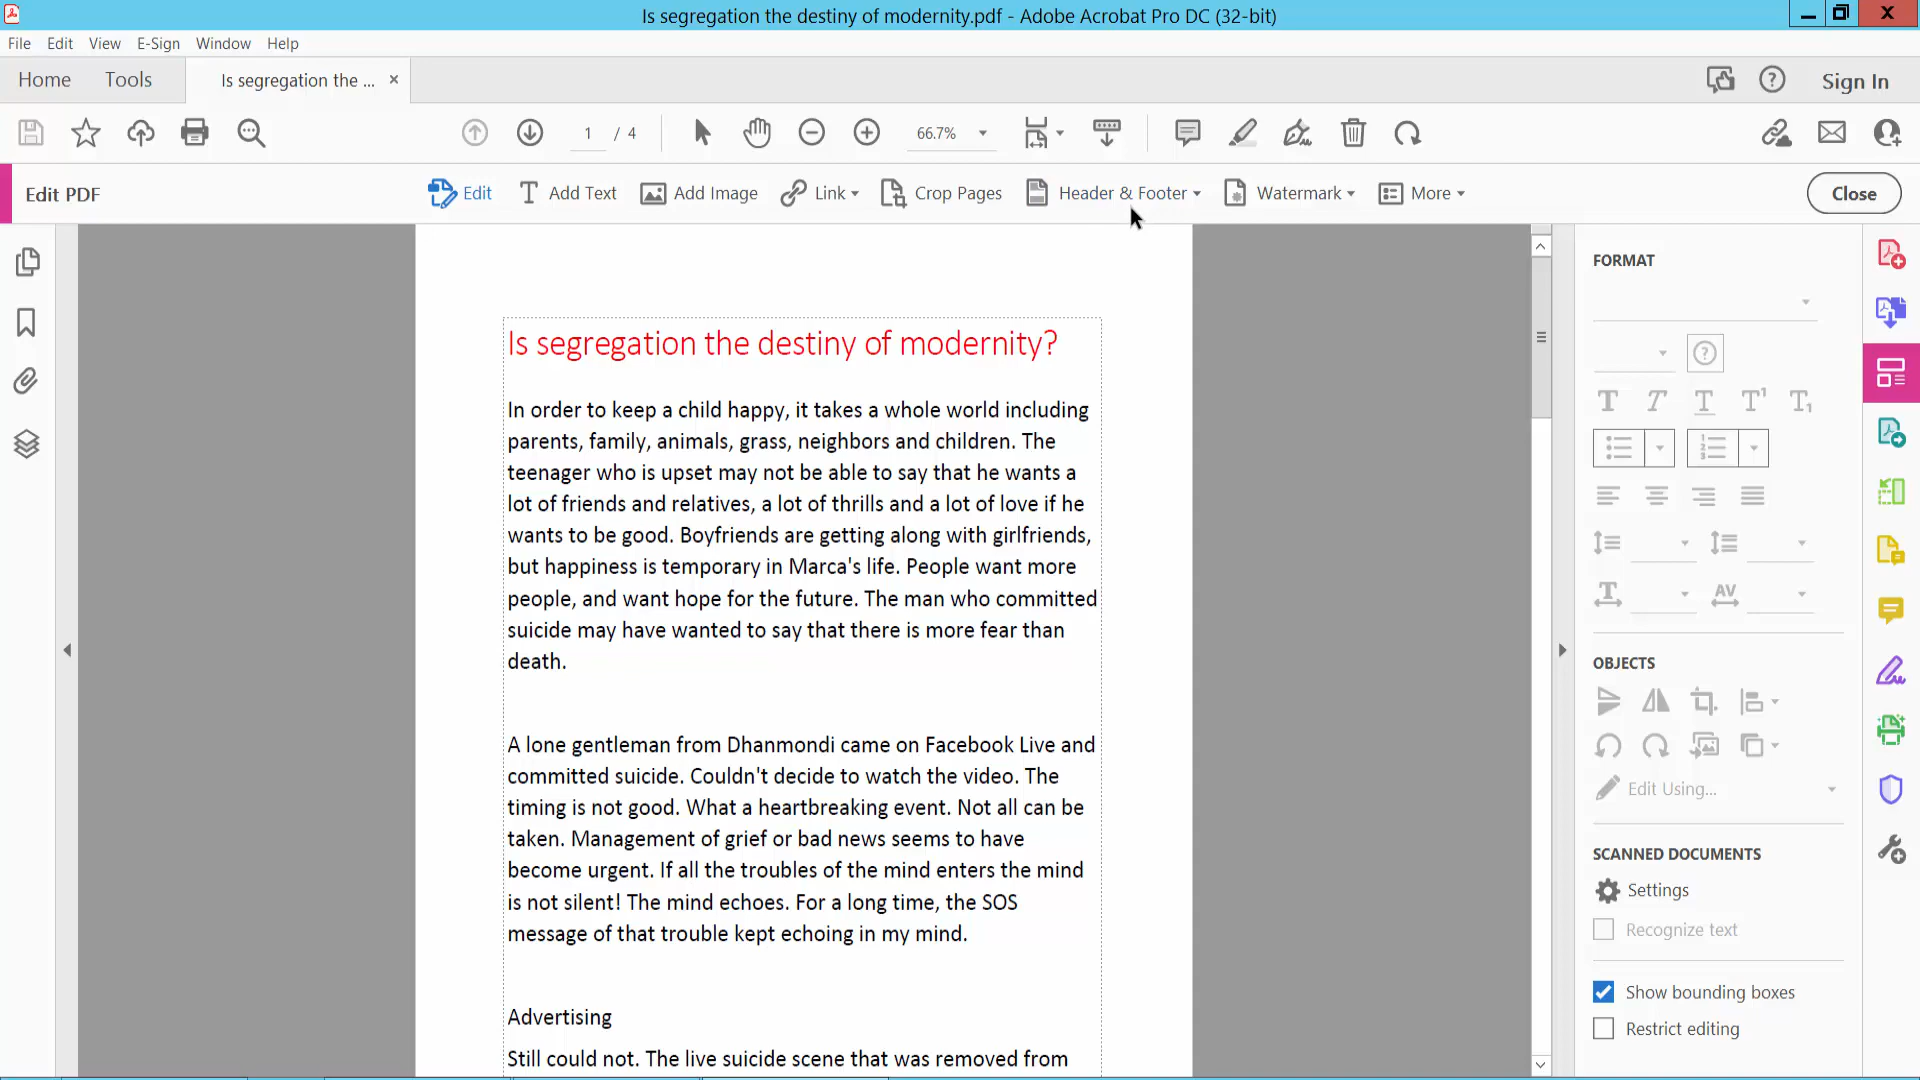 Is segregation the destiny of modernity.pdf - Adobe Acrobat Pro DC (32-bit)
File Edit View E-Sign Window Help
Home Tools Is segregation the ... × Sign In
1 / 4 66.7%
Edit PDF Edit Add Text Add Image Link Crop Pages Header & Footer Watermark More Close
Is segregation the destiny of modernity?
In order to keep a child happy, it takes a whole world including
parents, family, animals, grass, neighbors and children. The
teenager who is upset may not be able to say that he wants a
lot of friends and relatives, a lot of thrills and a lot of love if he
wants to be good. Boyfriends are getting along with girlfriends,
but happiness is temporary in Marca's life. People want more
people, and want hope for the future. The man who committed
suicide may have wanted to say that there is more fear than
death.
A lone gentleman from Dhanmondi came on Facebook Live and
committed suicide. Couldn't decide to watch the video. The
timing is not good. What a heartbreaking event. Not all can be
taken. Management of grief or bad news seems to have
become urgent. If all the troubles of the mind enters the mind
is not silent! The mind echoes. For a long time, the SOS
message of that trouble kept echoing in my mind.
Advertising
Still could not. The live suicide scene that was removed from
FORMAT
OBJECTS
Edit Using...
SCANNED DOCUMENTS
Settings
Recognize text
Show bounding boxes
Restrict editing